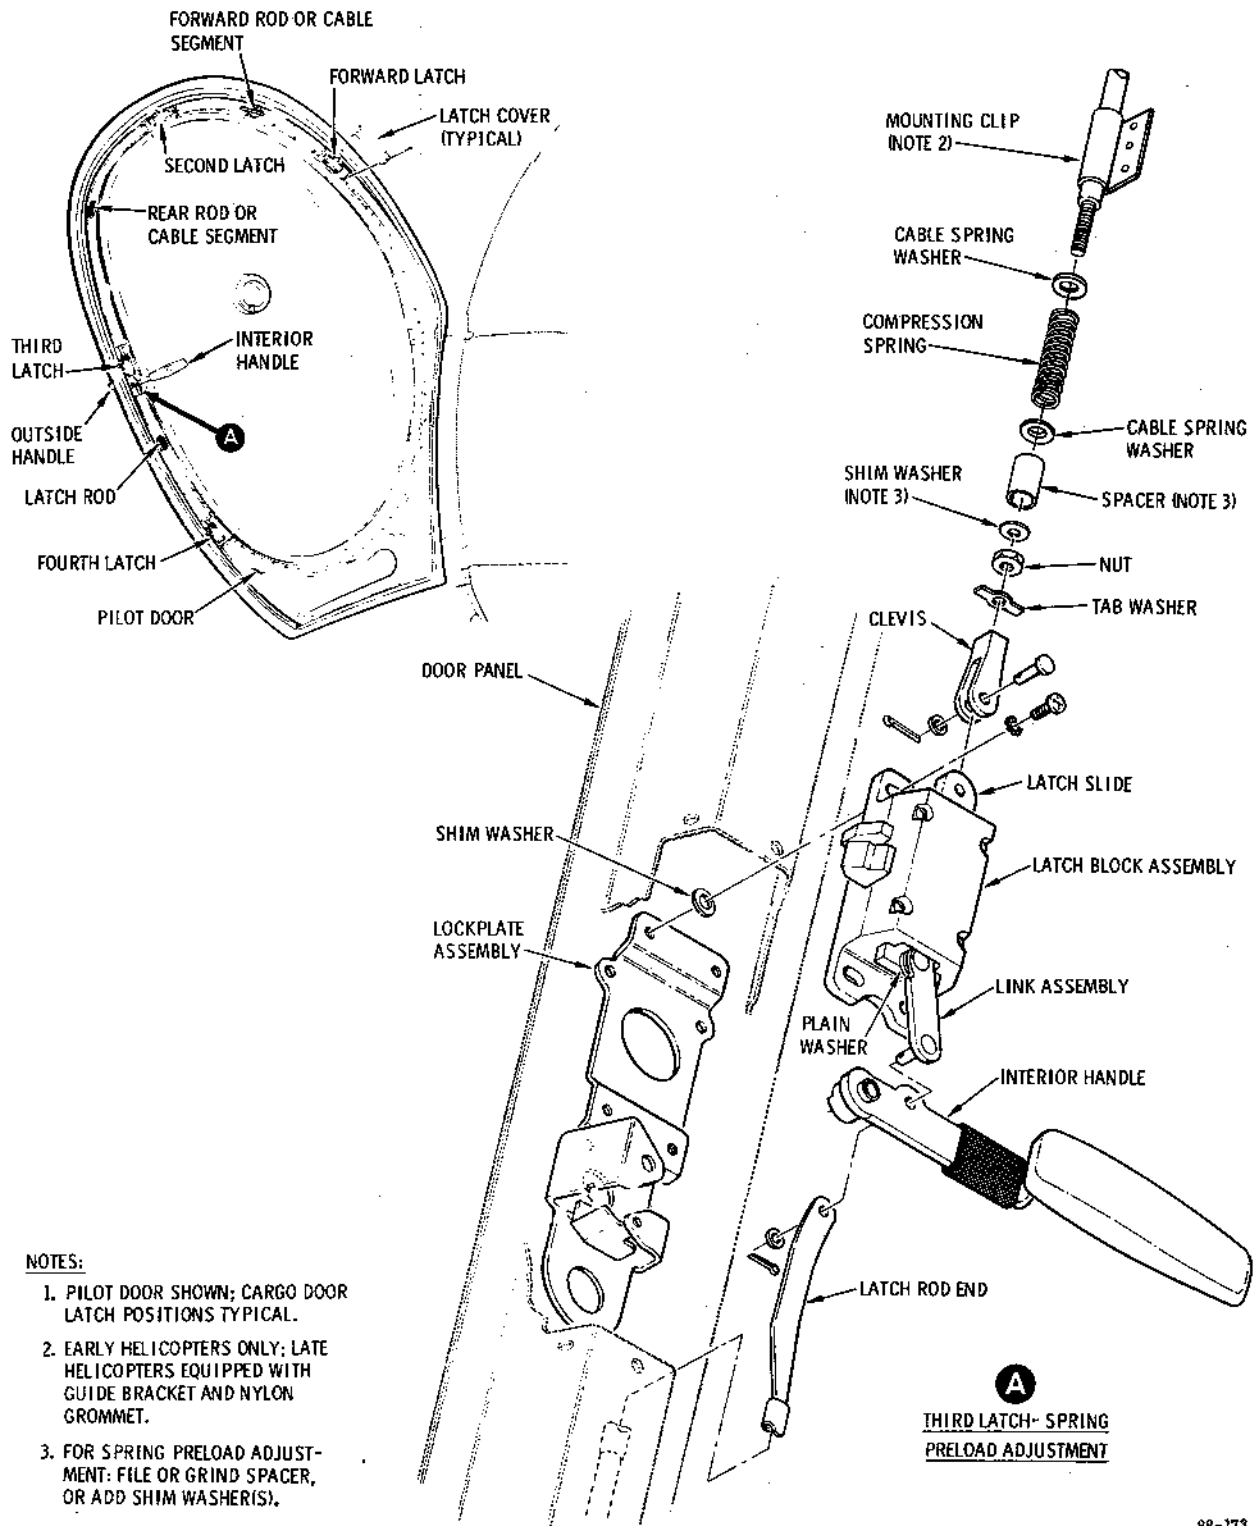 FORWARD ROD OR CABLE
SEGMENT
FORWARD LATCH
LATCH COVER
(TYPICAL)
SECOND LATCH
REAR ROD OR
CABLE SEGMENT
THIRD
LATCH
INTERIOR
HANDLE
A
OUTSIDE
HANDLE
LATCH ROD
FOURTH LATCH
PILOT DOOR
MOUNTING CLIP
(NOTE 2)
CABLE SPRING
WASHER
COMPRESSION
SPRING
CABLE SPRING
WASHER
SHIM WASHER
(NOTE 3)
SPACER (NOTE 3)
NUT
TAB WASHER
CLEVIS
DOOR PANEL
LATCH SLIDE
SHIM WASHER
LATCH BLOCK ASSEMBLY
LOCKPLATE
ASSEMBLY
LINK ASSEMBLY
PLAIN
WASHER
INTERIOR HANDLE
LATCH ROD END
NOTES:
1. PILOT DOOR SHOWN; CARGO DOOR
LATCH POSITIONS TYPICAL.
2. EARLY HELICOPTERS ONLY; LATE
HELICOPTERS EQUIPPED WITH
GUIDE BRACKET AND NYLON
GROMMET.
3. FOR SPRING PRELOAD ADJUST-
MENT: FILE OR GRIND SPACER,
OR ADD SHIM WASHER(S).
A
THIRD LATCH- SPRING
PRELOAD ADJUSTMENT